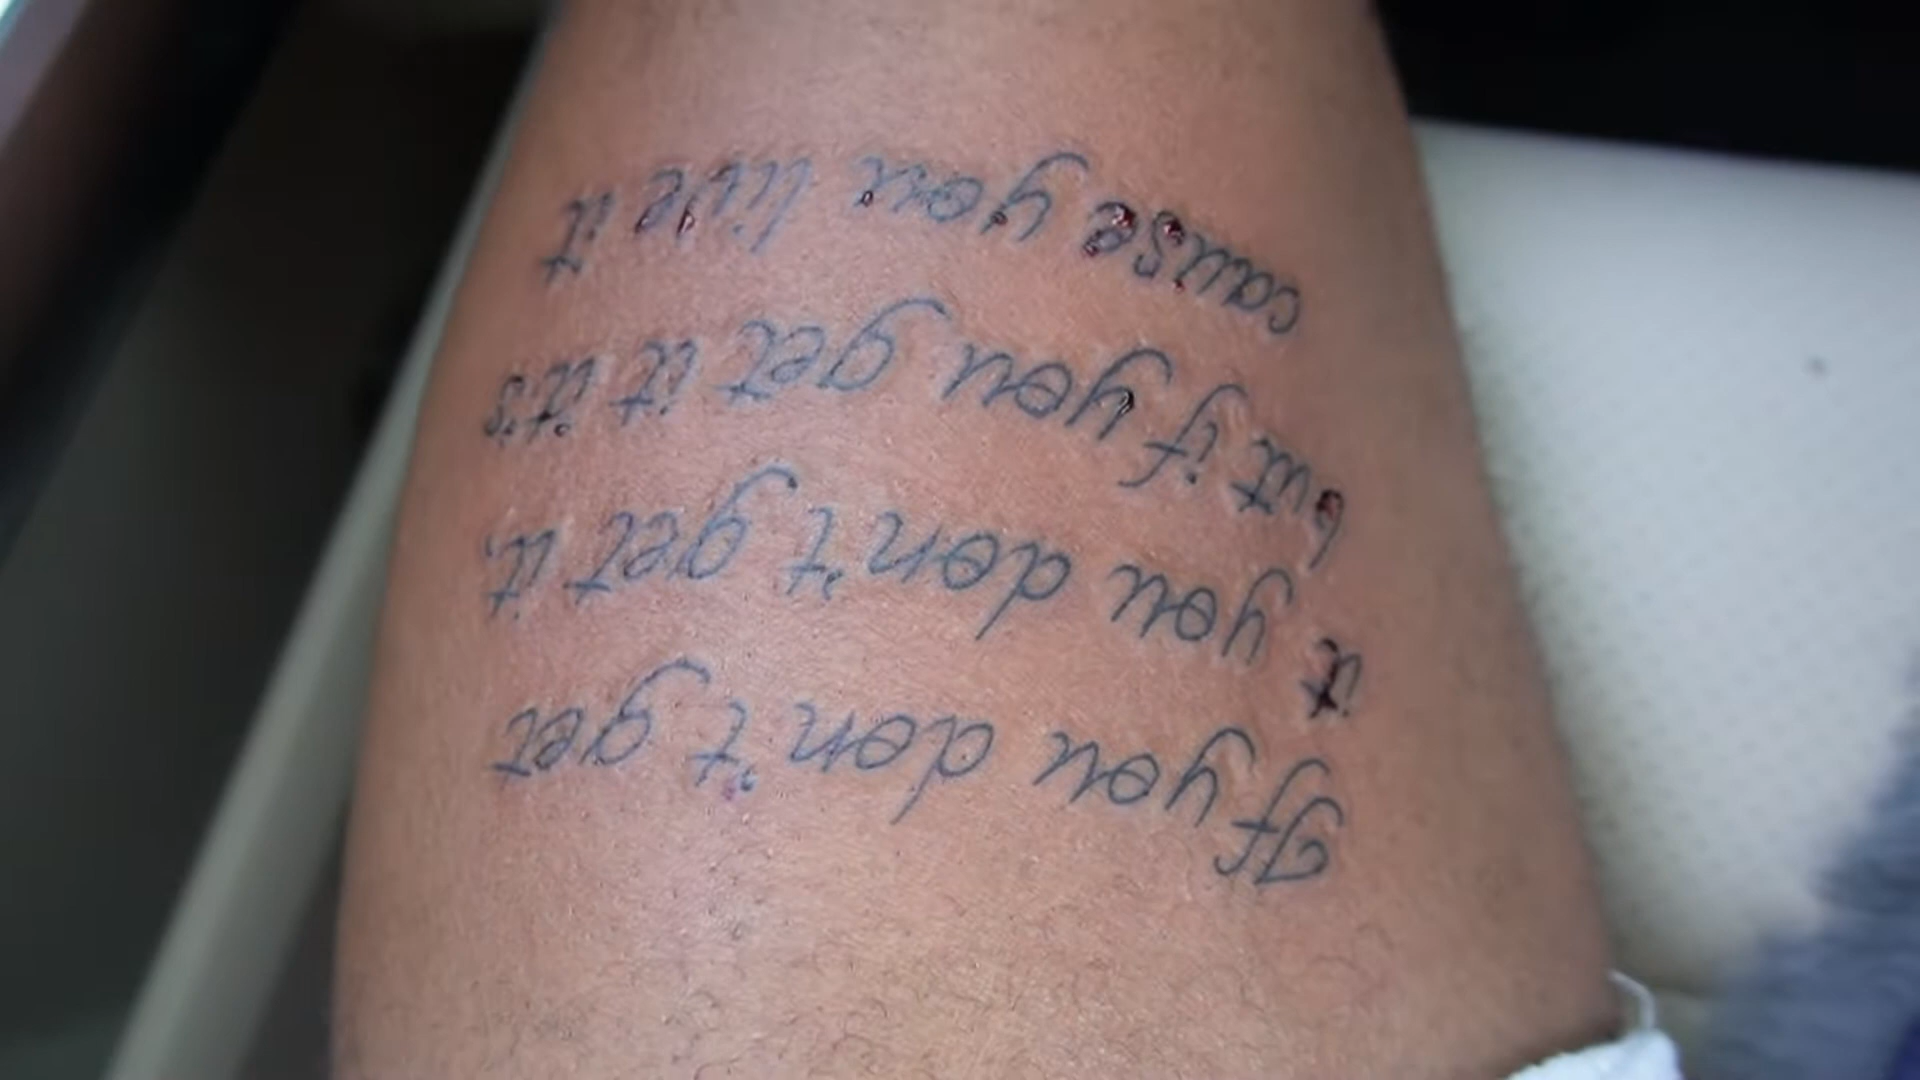 If you don't get
it you don't get it,
but if you get it it's
cause you live it